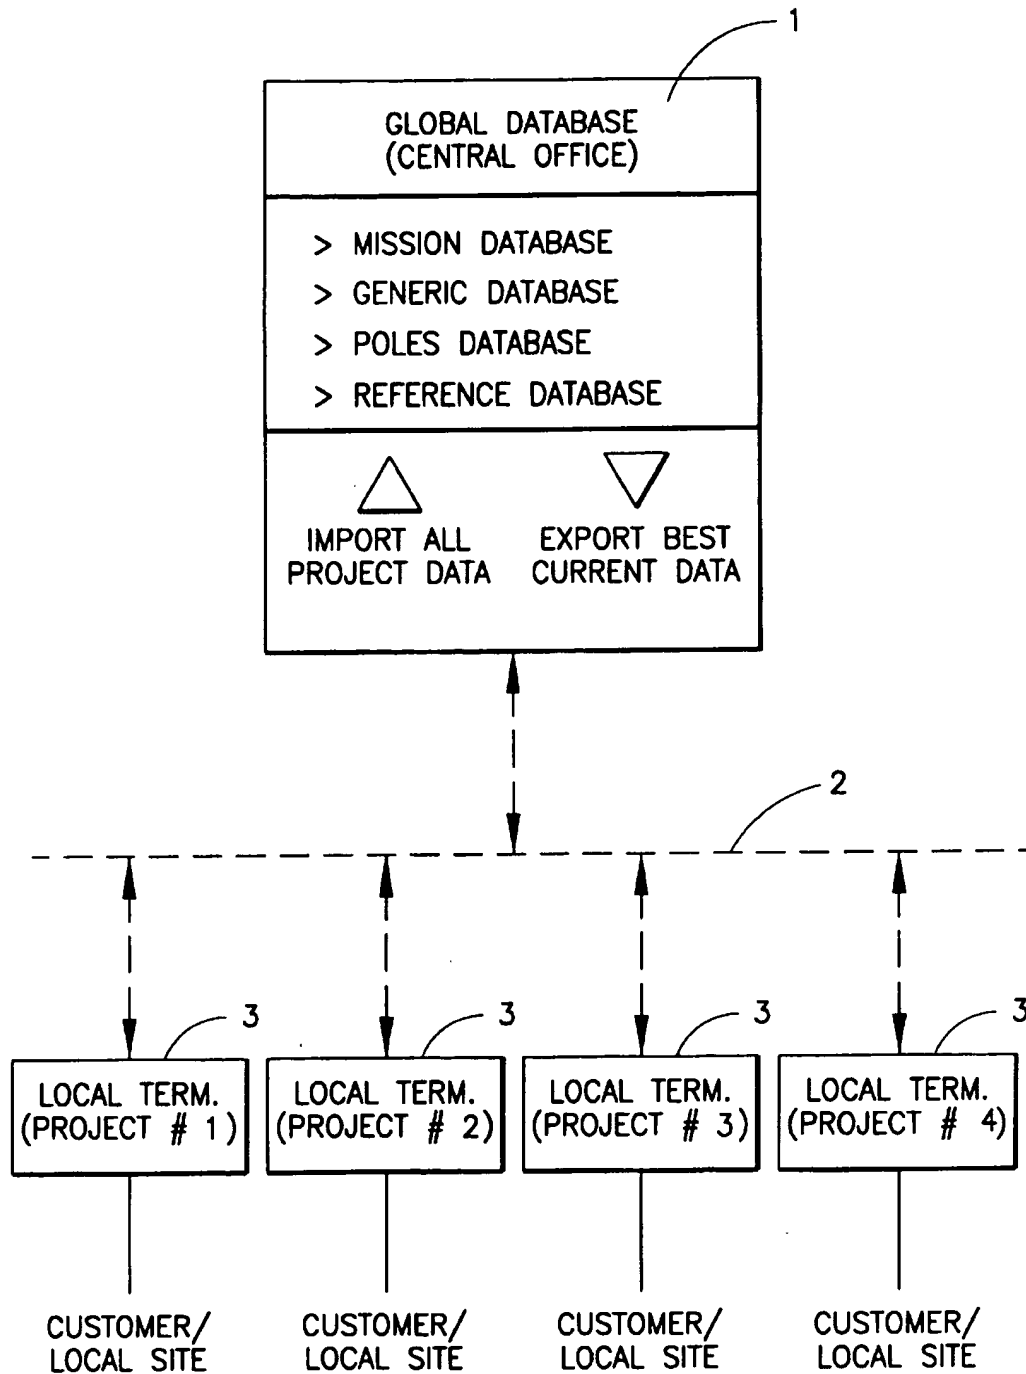 1
GLOBAL DATABASE
(CENTRAL OFFICE)
> MISSION DATABASE
> GENERIC DATABASE
> POLES DATABASE
> REFERENCE DATABASE
IMPORT ALL
PROJECT DATA
EXPORT BEST
CURRENT DATA
2
3
3
3
3
LOCAL TERM.
(PROJECT # 1)
LOCAL TERM.
(PROJECT # 2)
LOCAL TERM.
(PROJECT # 3)
LOCAL TERM.
(PROJECT # 4)
CUSTOMER/
LOCAL SITE
CUSTOMER/
LOCAL SITE
CUSTOMER/
LOCAL SITE
CUSTOMER/
LOCAL SITE